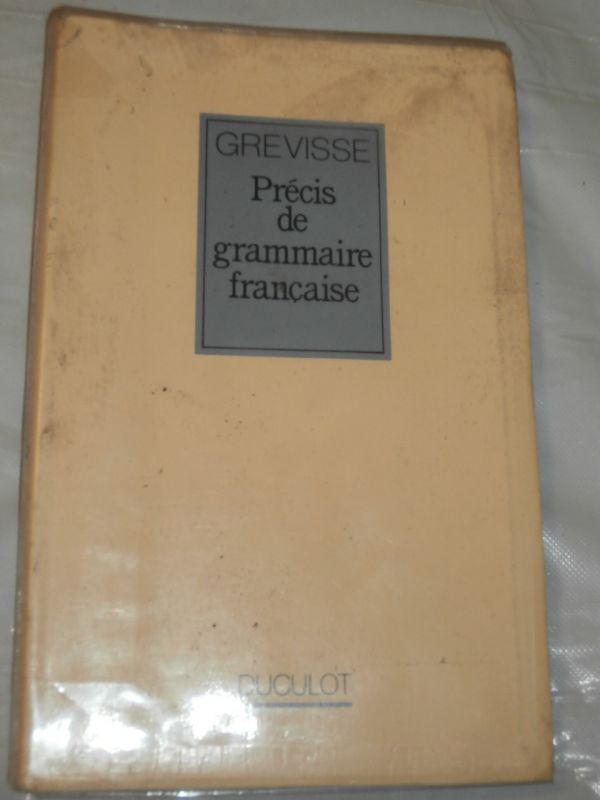 GREVISSE
Précis
de
grammaire
française
DUCULOT